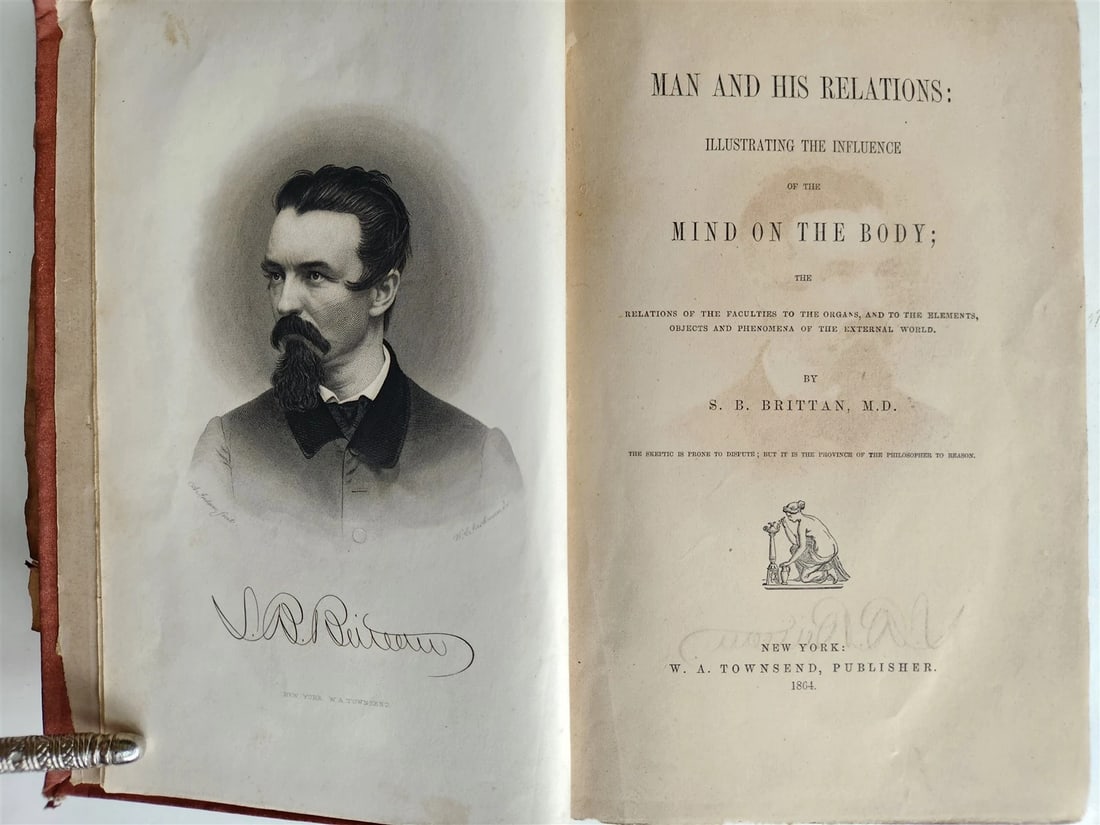 S. B. Brittan
NEW YORK W. A. TOWNSEND
MAN AND HIS RELATIONS:
ILLUSTRATING THE INFLUENCE
OF THE
MIND ON THE BODY;
THE
RELATIONS OF THE FACULTIES TO THE ORGANS, AND TO THE ELEMENTS,
OBJECTS AND PHENOMENA OF THE EXTERNAL WORLD.
BY
S. B. BRITTAN, M.D.
THE SKEPTIC IS PRONE TO DISPUTE; BUT IT IS THE PROVINCE OF THE PHILOSOPHER TO REASON.
NEW YORK:
W. A. TOWNSEND, PUBLISHER.
1864.